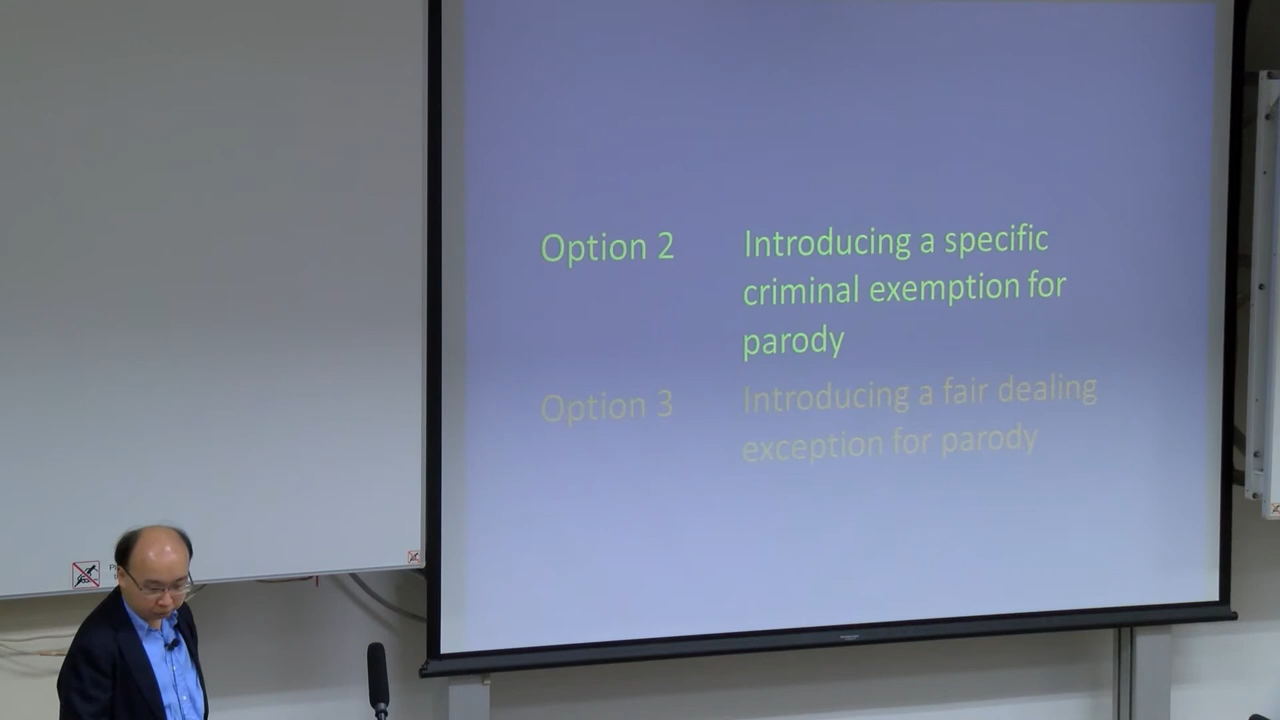 Option 2
Introducing a specific
criminal exemption for
parody
Option 3
Introducing a fair dealing
exception for parody